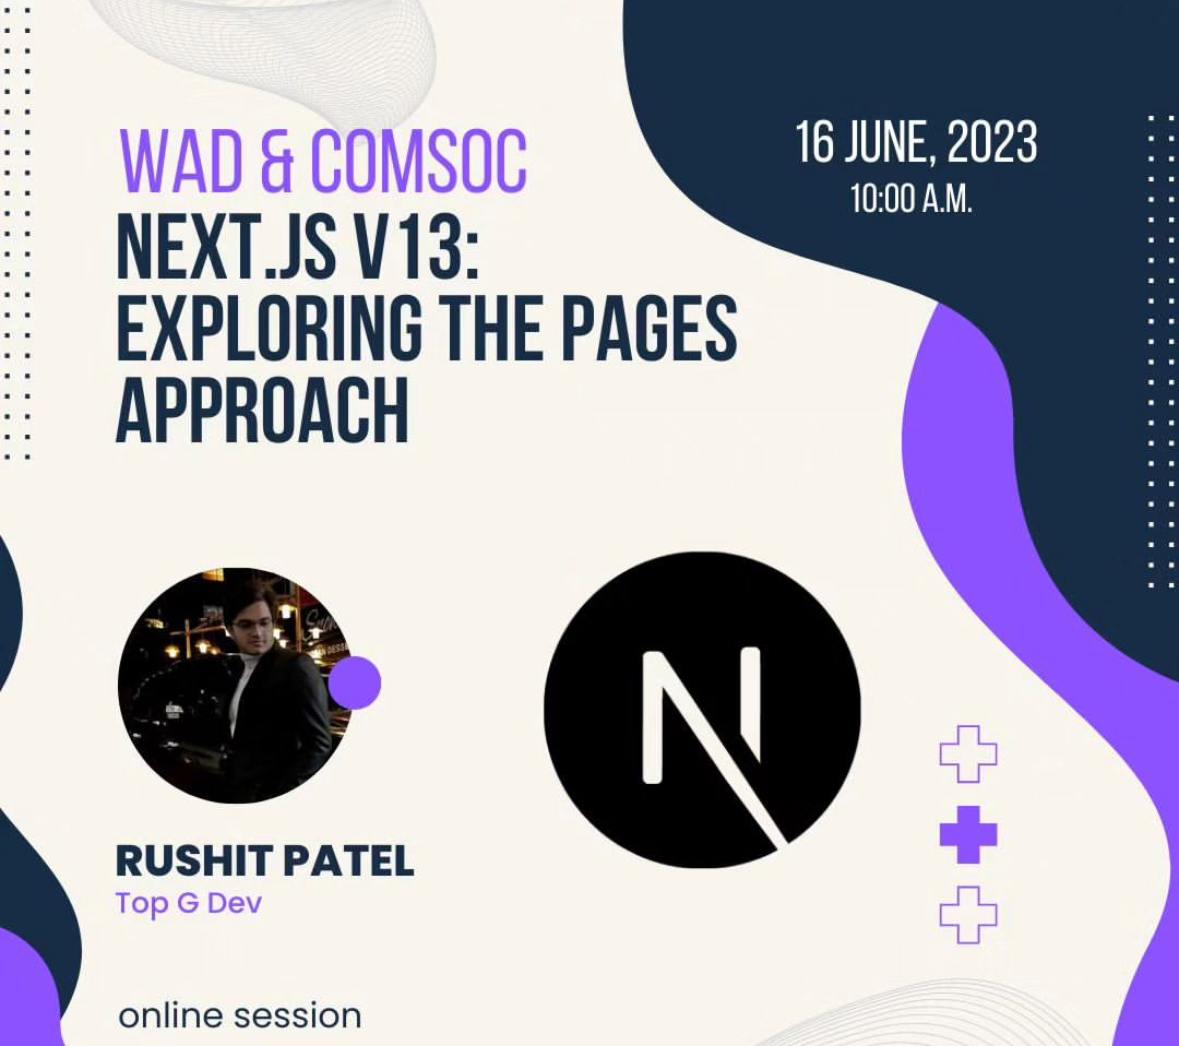 WAD & COMSOC
NEXT.JS V13:
EXPLORING THE PAGES
APPROACH
16 JUNE, 2023
10:00 A.M.
N
RUSHIT PATEL
Top G Dev
online session